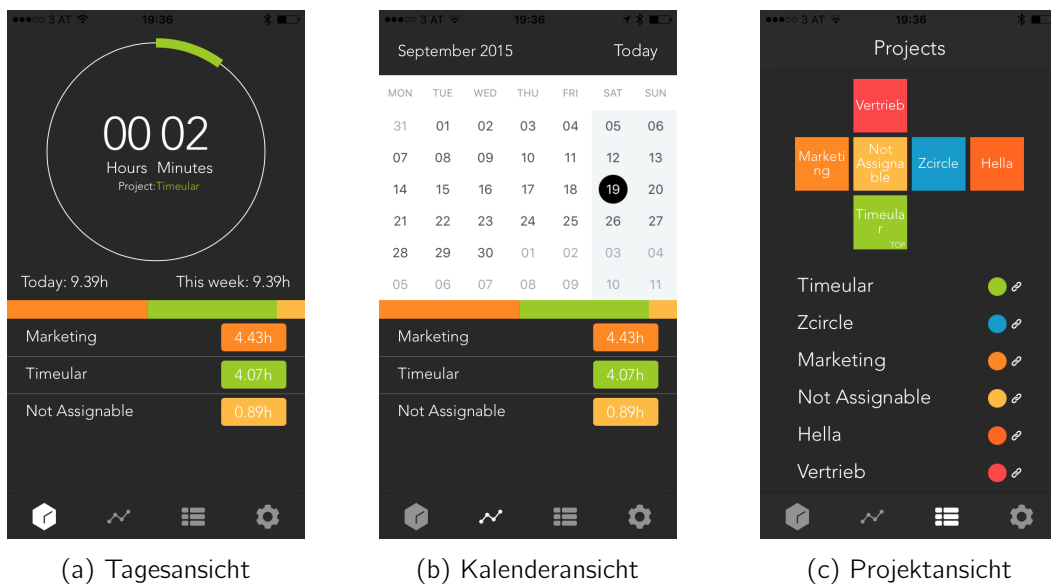 ●●●○○ 3 AT 19:36
00 02
Hours Minutes
Project:Timeular
Today: 9.39h This week: 9.39h
Marketing 4.43h
Timeular 4.07h
Not Assignable 0.89h
(a) Tagesansicht
●●●○○ 3 AT 19:36
September 2015 Today
MON TUE WED THU FRI SAT SUN
31 01 02 03 04 05 06
07 08 09 10 11 12 13
14 15 16 17 18 19 20
21 22 23 24 25 26 27
28 29 30 01 02 03 04
05 06 07 08 09 10 11
Marketing 4.43h
Timeular 4.07h
Not Assignable 0.89h
(b) Kalenderansicht
●●●○○ 3 AT 19:36
Projects
Vertrieb
Marketi
ng
Not
Assigna
ble
Zcircle
Hella
Timeula
r
TOP
Timeular
Zcircle
Marketing
Not Assignable
Hella
Vertrieb
(c) Projektansicht